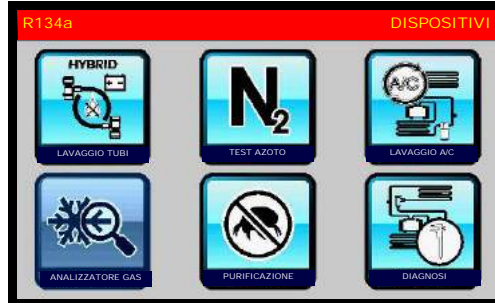 R134a DISPOSITIVI
HYBRID
LAVAGGIO TUBI
N2
TEST AZOTO
A/C
LAVAGGIO A/C
ANALIZZATORE GAS
PURIFICAZIONE
DIAGNOSI